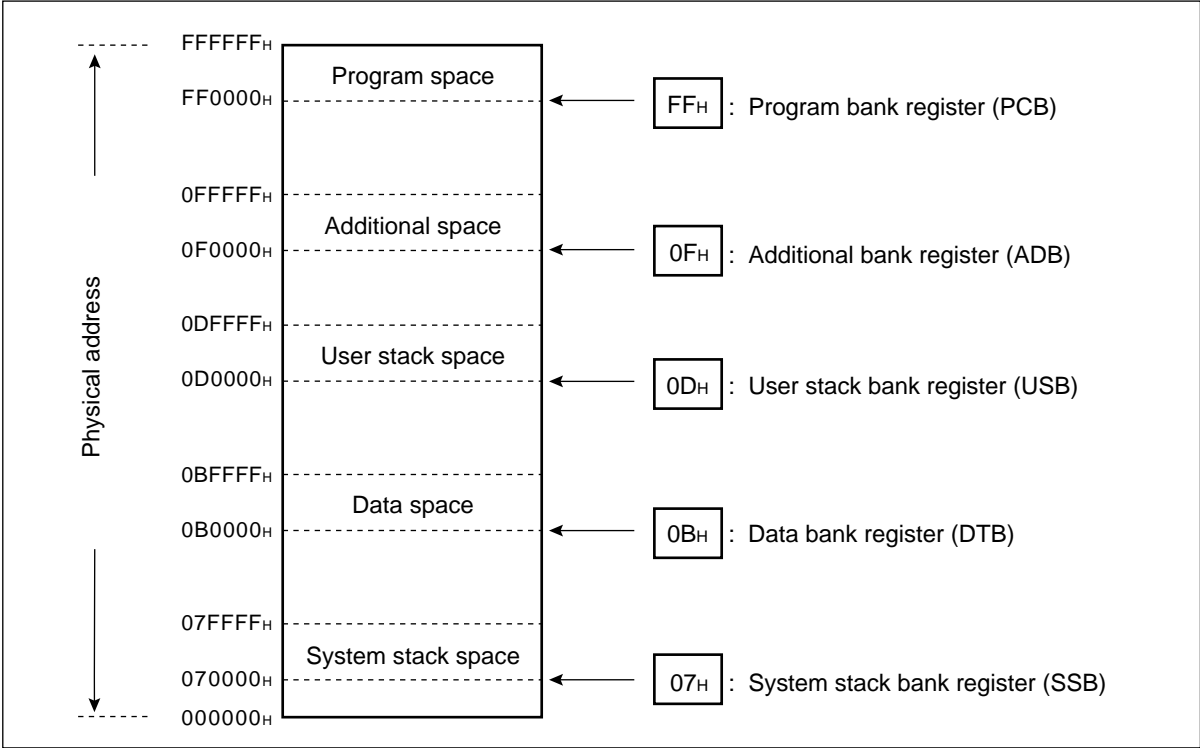 FFFFFFH
Program space
FF0000H
FFH : Program bank register (PCB)
0FFFFFH
Additional space
0F0000H
0FH : Additional bank register (ADB)
Physical address
0DFFFFH
User stack space
0D0000H
0DH : User stack bank register (USB)
0BFFFFH
Data space
0B0000H
0BH : Data bank register (DTB)
07FFFFH
System stack space
070000H
07H : System stack bank register (SSB)
000000H